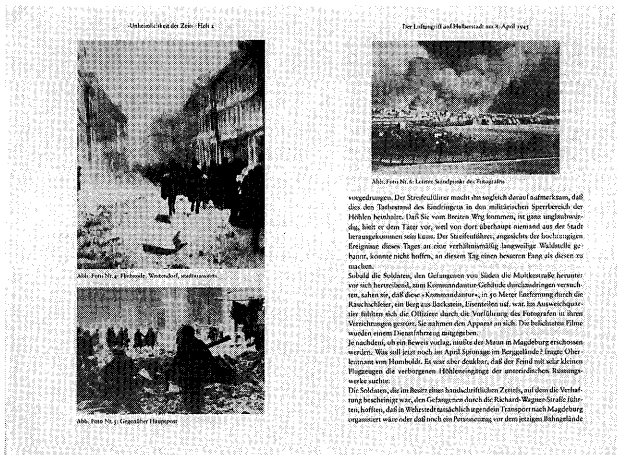 ›Unheimlichkeit der Zeit‹ · Heft 2
Abb. Foto Nr. 4: Fliehende, Westendorf, stadtauswärts.
Abb. Foto Nr. 5: Gegenüber Hauptpost
Der Luftangriff auf Halberstadt am 8. April 1945
Abb. Foto Nr. 6: Letzter Standpunkt des Fotografen
vorgedrungen. Der Streifenführer macht ihn sogleich darauf aufmerksam, daß
dies den Tatbestand des Eindringens in den militärischen Sperrbereich der
Höhlen beinhalte. Daß Sie vom Breiten Weg kommen, ist ganz unglaubwür-
dig, hielt er dem Täter vor, weil von dort überhaupt niemand aus der Stadt
herausgekommen sein kann. Der Streifenführer, angesichts der hochrangigen
Ereignisse dieses Tages an eine verhältnismäßig langweilige Waldstelle ge-
bannt, konnte nicht hoffen, an diesem Tag einen besseren Fang als diesen zu
machen.
Sobald die Soldaten, den Gefangenen von Süden die Moltkestraße herunter
vor sich hertreibend, zum Kommandantur-Gebäude durchzudringen versuch-
ten, sahen sie, daß diese »Kommandantur«, in 50 Meter Entfernung durch die
Rauchschleier, ein Berg aus Backstein, Eisenteilen usf. war. Im Ausweichquar-
tier fühlten sich die Offiziere durch die Vorführung des Fotografen in ihren
Verrichtungen gestört. Sie nahmen den Apparat an sich. Die belichteten Filme
wurden einem Dienstfahrzeug mitgegeben.
Je nachdem, ob ein Beweis vorlag, mußte der Mann in Magdeburg erschossen
werden. Was soll jetzt noch im April Spionage im Berggelände? fragte Ober-
leutnant von Humboldt. Es war aber denkbar, daß der Feind mit sehr kleinen
Flugzeugen die verborgenen Höhleneingänge der unterirdischen Rüstungs-
werke suchte.
Die Soldaten, die im Besitz eines handschriftlichen Zettels, auf dem die Verhaf-
tung bescheinigt war, den Gefangenen durch die Richard-Wagner-Straße führ-
ten, hofften, daß in Wehrstedt tatsächlich irgendein Transport nach Magdeburg
organisiert wäre oder daß noch ein Personenzug vor dem jetzigen Bahngelände